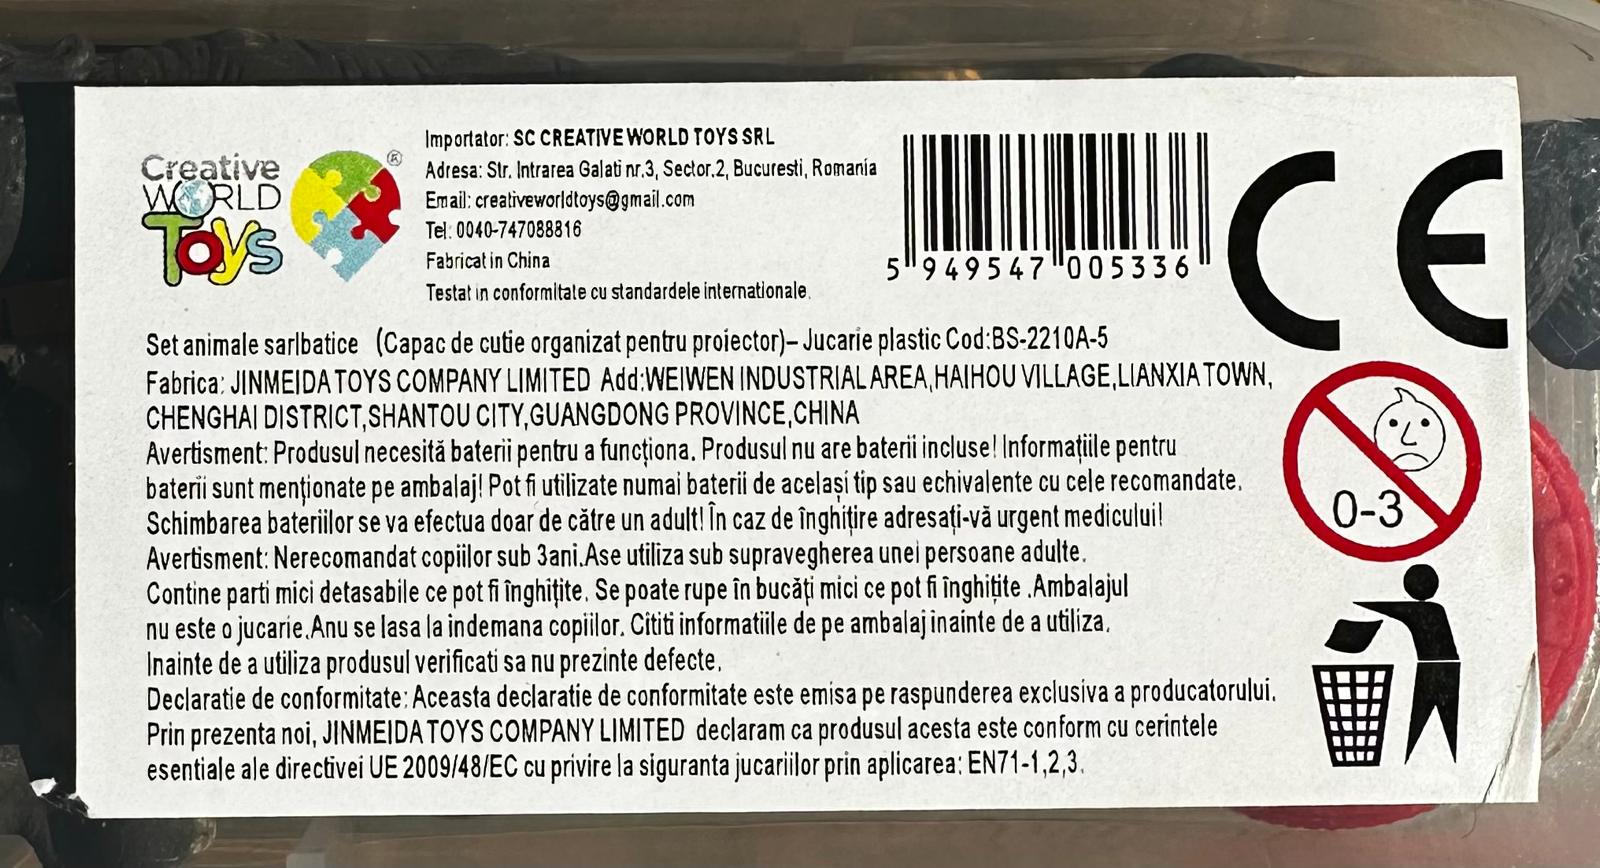 Creative
WORLD
Toys
®
Importator: SC CREATIVE WORLD TOYS SRL
Adresa: Str. Intrarea Galati nr.3, Sector.2, Bucuresti, Romania
Email: creativeworldtoys@gmail.com
Tel: 0040-747088816
Fabricat in China
Testat in conformitate cu standardele internationale.
5 949547 005336
CE
Set animale sarlbatice (Capac de cutie organizat pentru proiector)– Jucarie plastic Cod:BS-2210A-5
Fabrica: JINMEIDA TOYS COMPANY LIMITED Add:WEIWEN INDUSTRIAL AREA,HAIHOU VILLAGE,LIANXIA TOWN,
CHENGHAI DISTRICT,SHANTOU CITY,GUANGDONG PROVINCE,CHINA
Avertisment: Produsul necesită baterii pentru a funcționa. Produsul nu are baterii incluse! Informațiile pentru
baterii sunt menționate pe ambalaj! Pot fi utilizate numai baterii de același tip sau echivalente cu cele recomandate.
Schimbarea bateriilor se va efectua doar de către un adult! În caz de înghițire adresați-vă urgent medicului!
Avertisment: Nerecomandat copiilor sub 3ani.Ase utiliza sub supravegherea unei persoane adulte.
Contine parti mici detasabile ce pot fi înghițite. Se poate rupe în bucăți mici ce pot fi înghițite .Ambalajul
nu este o jucarie.Anu se lasa la indemana copiilor. Cititi informatiile de pe ambalaj inainte de a utiliza.
Inainte de a utiliza produsul verificati sa nu prezinte defecte.
Declaratie de conformitate: Aceasta declaratie de conformitate este emisa pe raspunderea exclusiva a producatorului.
Prin prezenta noi, JINMEIDA TOYS COMPANY LIMITED declaram ca produsul acesta este conform cu cerintele
esentiale ale directivei UE 2009/48/EC cu privire la siguranta jucariilor prin aplicarea: EN71-1,2,3.
0-3